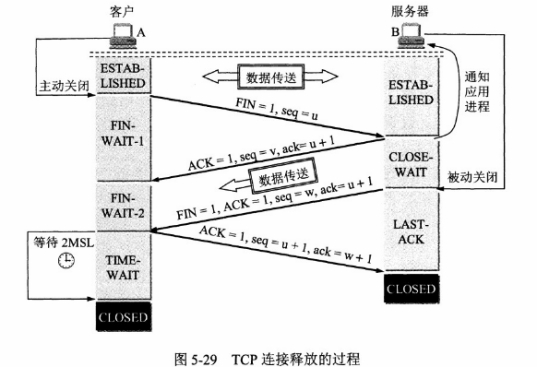 客户
服务器
A
B
ESTAB-
LISHED
数据传送
ESTAB-
LISHED
通知
应用
进程
主动关闭
FIN = 1, seq = u
FIN-
WAIT-1
ACK = 1, seq = v, ack= u + 1
CLOSE-
WAIT
数据传送
被动关闭
FIN = 1, ACK = 1, seq = w, ack= u + 1
FIN-
WAIT-2
LAST-
ACK
等待 2MSL
ACK = 1, seq = u + 1, ack = w + 1
TIME-
WAIT
CLOSED
CLOSED
图 5-29 TCP 连接释放的过程